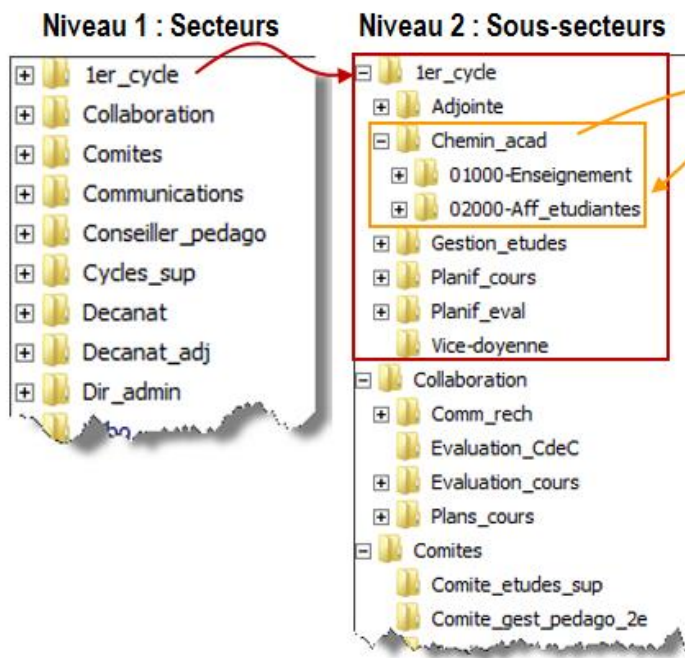 Niveau 1 : Secteurs
1er_cycle
Collaboration
Comites
Communications
Conseiller_pedago
Cycles_sup
Decanat
Decanat_adj
Dir_admin
Niveau 2 : Sous-secteurs
1er_cycle
Adjointe
Chemin_acad
01000-Enseignement
02000-Aff_etudiantes
Gestion_etudes
Planif_cours
Planif_eval
Vice-doyenne
Collaboration
Comm_rech
Evaluation_CdeC
Evaluation_cours
Plans_cours
Comites
Comite_etudes_sup
Comite_gest_pedago_2e